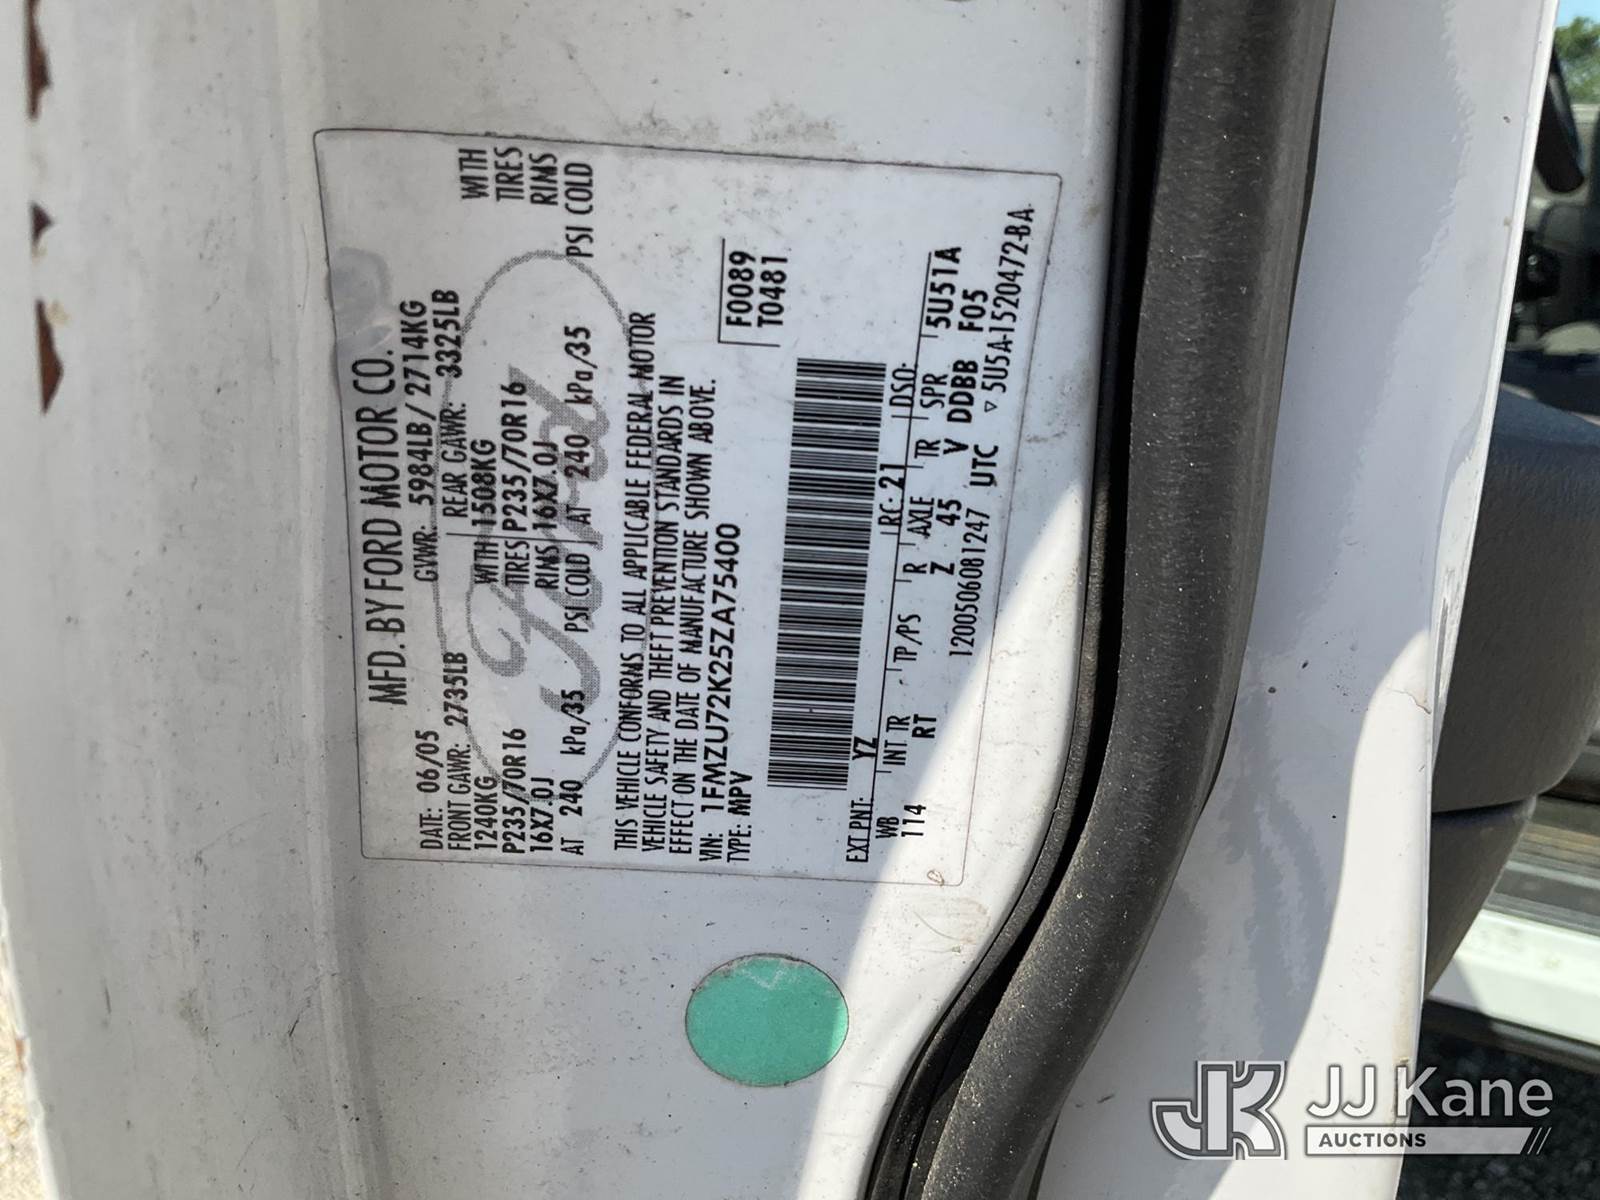 MFD. BY FORD MOTOR CO.
DATE: 06/05 GVWR: 5984LB/ 2714KG
FRONT GAWR: 2735LB REAR GAWR: 3325LB
1240KG WITH 1508KG WITH
P235/70R16 TIRES P235/70R16 TIRES
16X7.0J RIMS 16X7.0J RIMS
AT 240 kPa/35 PSI COLD AT 240 kPa/35 PSI COLD
Ford
THIS VEHICLE CONFORMS TO ALL APPLICABLE FEDERAL MOTOR
VEHICLE SAFETY AND THEFT PREVENTION STANDARDS IN
EFFECT ON THE DATE OF MANUFACTURE SHOWN ABOVE.
VIN: 1FMZU72K25ZA75400 F0089
TYPE: MPV T0481
EXT PNT: YZ RC: 21 DSO:
WB INT TR TP/PS R AXLE TR SPR 5U51A
114 RT Z 45 V DDBB F05
120050608124​7 UTC ▽ 5U5A-1520472-BA
JK JJ Kane
AUCTIONS